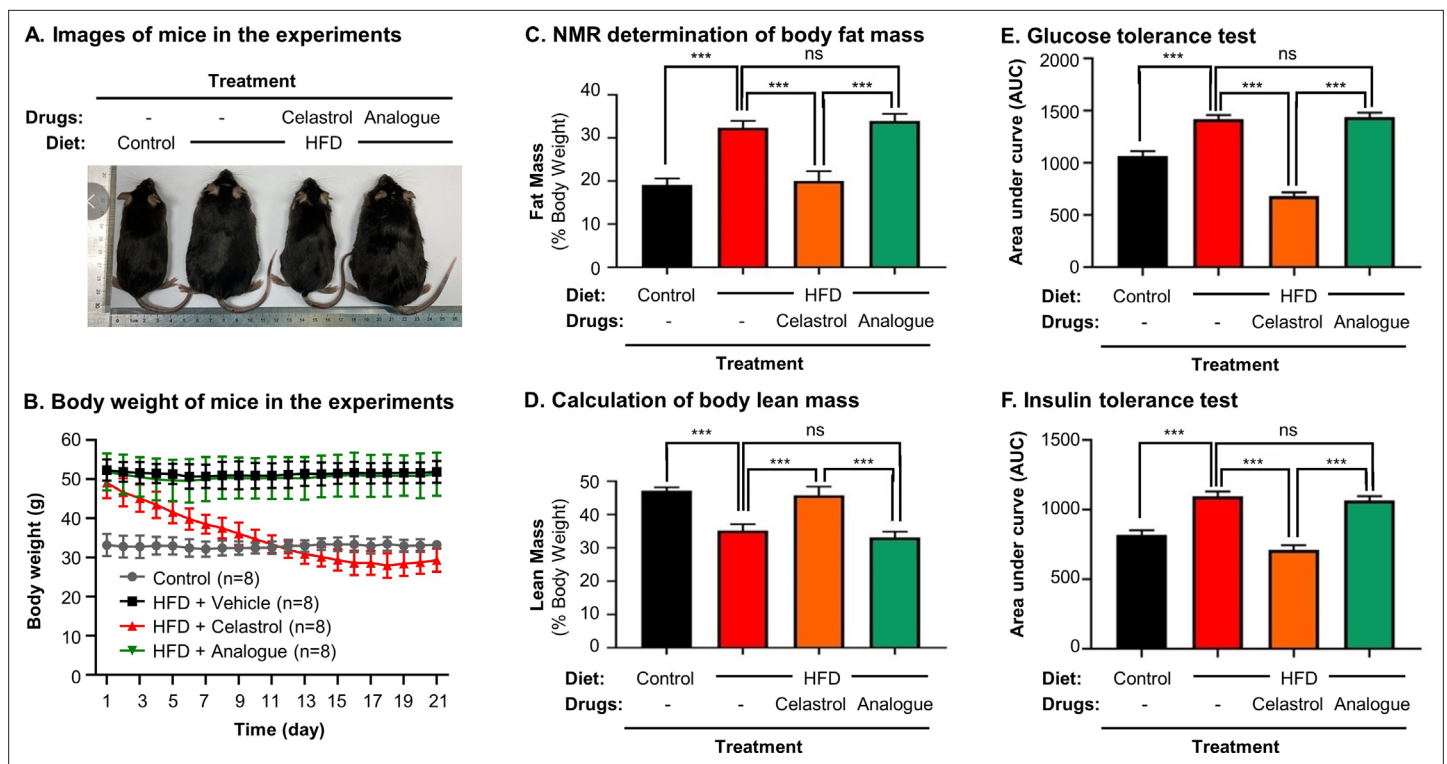 A. Images of mice in the experiments
Treatment
Drugs: - - Celastrol Analogue
Diet: Control HFD
B. Body weight of mice in the experiments
Body weight (g)
60
50
40
30
20
10
0
Control (n=8)
HFD + Vehicle (n=8)
HFD + Celastrol (n=8)
HFD + Analogue (n=8)
1 3 5 7 9 11 13 15 17 19 21
Time (day)
C. NMR determination of body fat mass
*** ns
*** ***
Fat Mass
(% Body Weight)
40
30
20
10
0
Diet: Control HFD
Drugs: - - Celastrol Analogue
Treatment
D. Calculation of body lean mass
*** ns
*** ***
Lean Mass
(% Body Weight)
50
40
30
20
10
0
Diet: Control HFD
Drugs: - - Celastrol Analogue
Treatment
E. Glucose tolerance test
*** ns
*** ***
Area under curve (AUC)
2000
1500
1000
500
0
Diet: Control HFD
Drugs: - - Celastrol Analogue
Treatment
F. Insulin tolerance test
*** ns
*** ***
Area under curve (AUC)
1500
1000
500
0
Diet: Control HFD
Drugs: - - Celastrol Analogue
Treatment